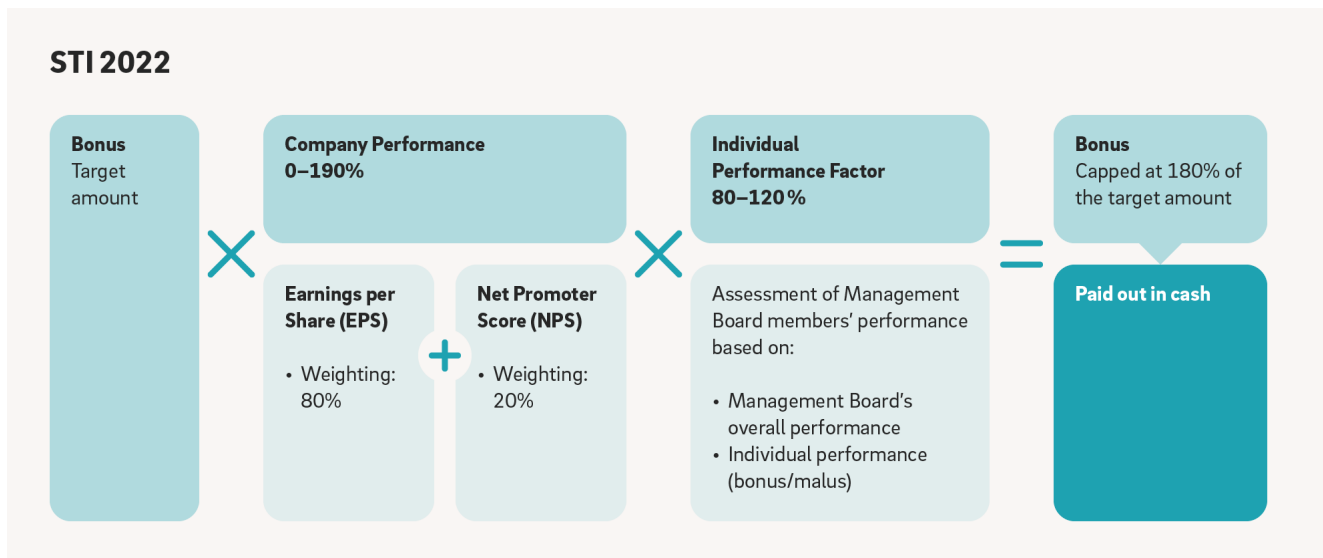 STI 2022
Bonus
Target
amount
Company Performance
0–190%
Earnings per
Share (EPS)
• Weighting:
80%
Net Promoter
Score (NPS)
• Weighting:
20%
Individual
Performance Factor
80–120 %
Assessment of Management
Board members’ performance
based on:
• Management Board’s
overall performance
• Individual performance
(bonus/malus)
Bonus
Capped at 180% of
the target amount
Paid out in cash